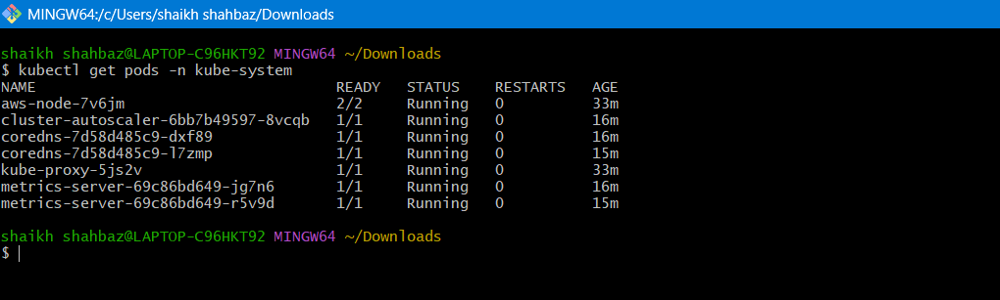 MINGW64:/c/Users/shaikh shahbaz/Downloads
shaikh shahbaz@LAPTOP-C96HKT92 MINGW64 ~/Downloads
$ kubectl get pods -n kube-system
NAME READY STATUS RESTARTS AGE
aws-node-7v6jm 2/2 Running 0 33m
cluster-autoscaler-6bb7b49597-8vcqb 1/1 Running 0 16m
coredns-7d58d485c9-dxf89 1/1 Running 0 16m
coredns-7d58d485c9-l7zmp 1/1 Running 0 15m
kube-proxy-5js2v 1/1 Running 0 33m
metrics-server-69c86bd649-jg7n6 1/1 Running 0 16m
metrics-server-69c86bd649-r5v9d 1/1 Running 0 15m
shaikh shahbaz@LAPTOP-C96HKT92 MINGW64 ~/Downloads
$